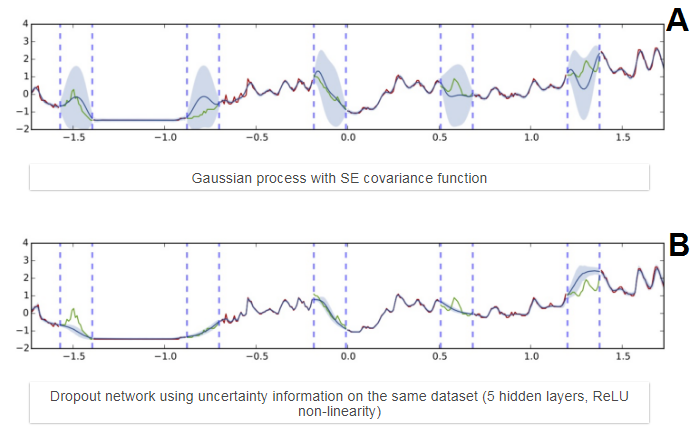 A
4
3
2
1
0
−1
−2
−1.5 −1.0 −0.5 0.0 0.5 1.0 1.5
Gaussian process with SE covariance function
B
4
3
2
1
0
−1
−2
−1.5 −1.0 −0.5 0.0 0.5 1.0 1.5
Dropout network using uncertainty information on the same dataset (5 hidden layers, ReLU
non-linearity)